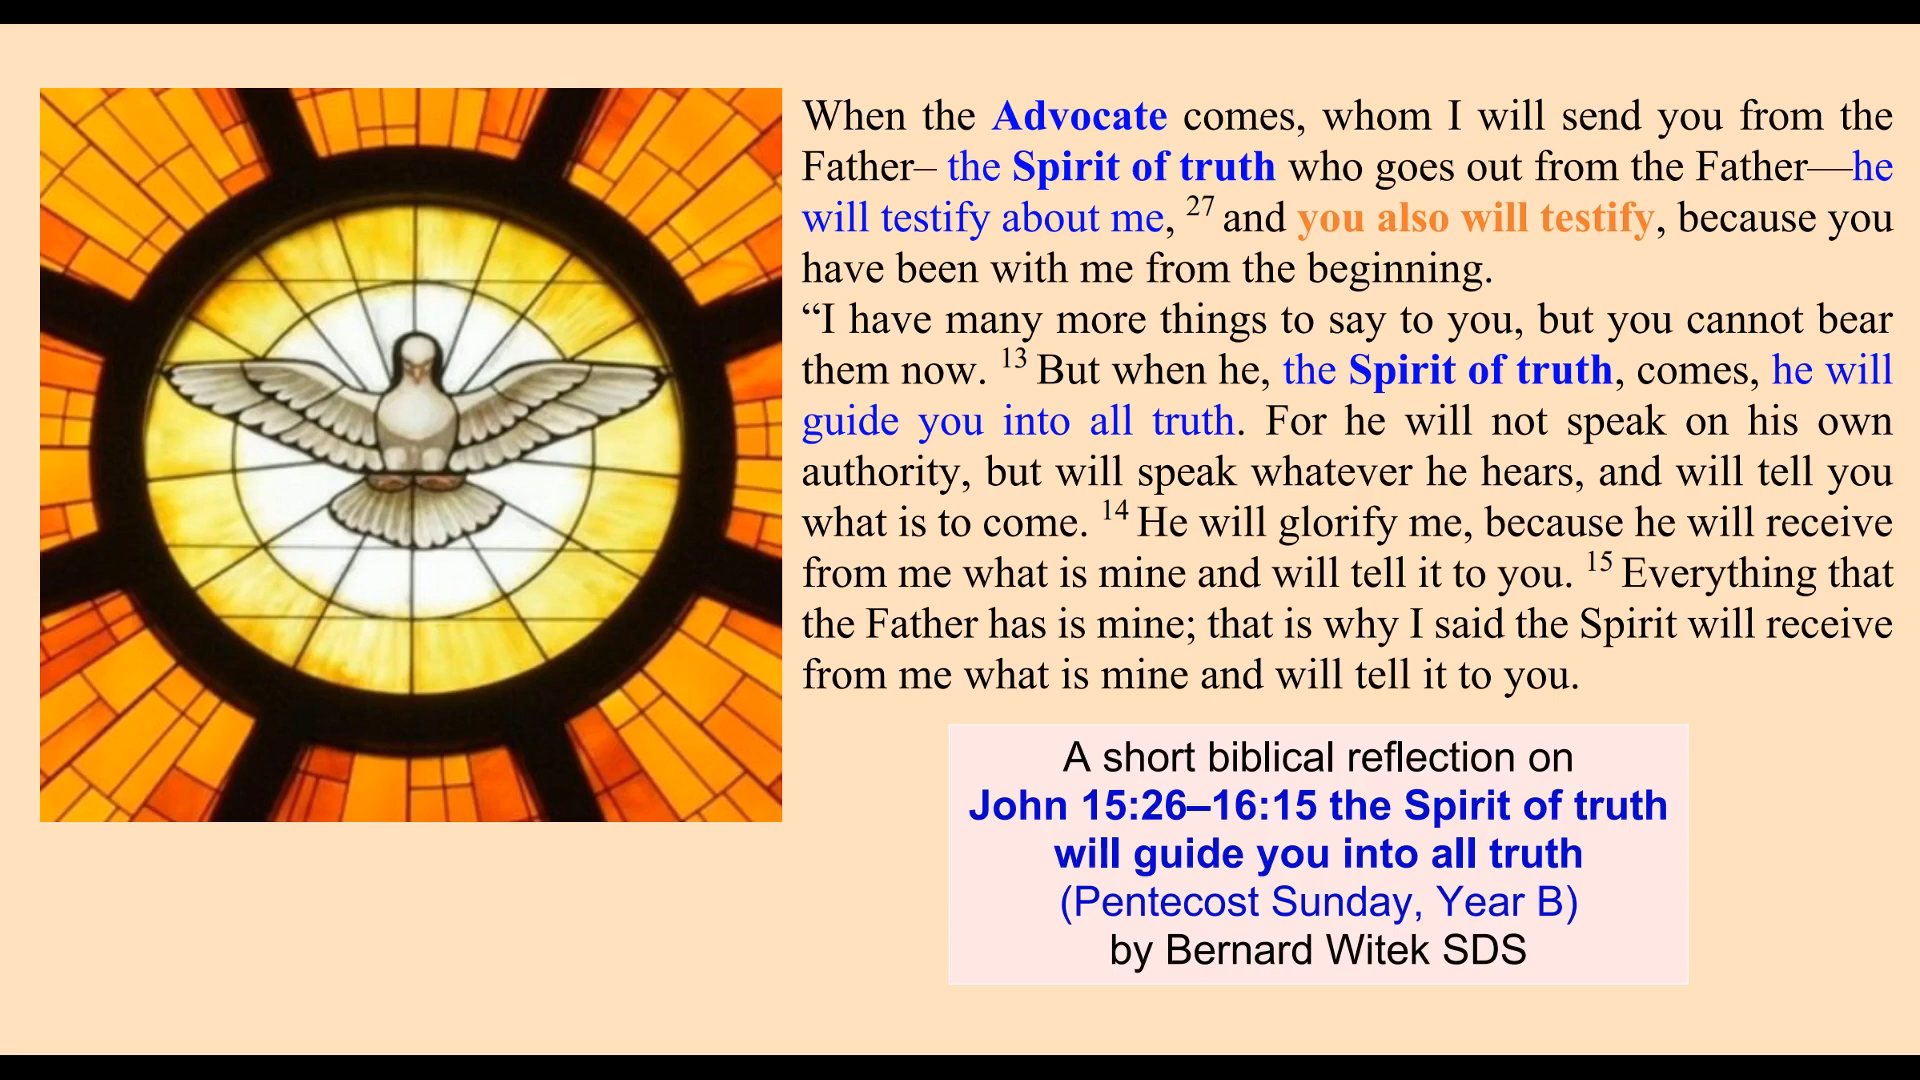 When the Advocate comes, whom I will send you from the
Father– the Spirit of truth who goes out from the Father—he
will testify about me, 27 and you also will testify, because you
have been with me from the beginning.
“I have many more things to say to you, but you cannot bear
them now. 13 But when he, the Spirit of truth, comes, he will
guide you into all truth. For he will not speak on his own
authority, but will speak whatever he hears, and will tell you
what is to come. 14 He will glorify me, because he will receive
from me what is mine and will tell it to you. 15 Everything that
the Father has is mine; that is why I said the Spirit will receive
from me what is mine and will tell it to you.
A short biblical reflection on
John 15:26–16:15 the Spirit of truth
will guide you into all truth
(Pentecost Sunday, Year B)
by Bernard Witek SDS